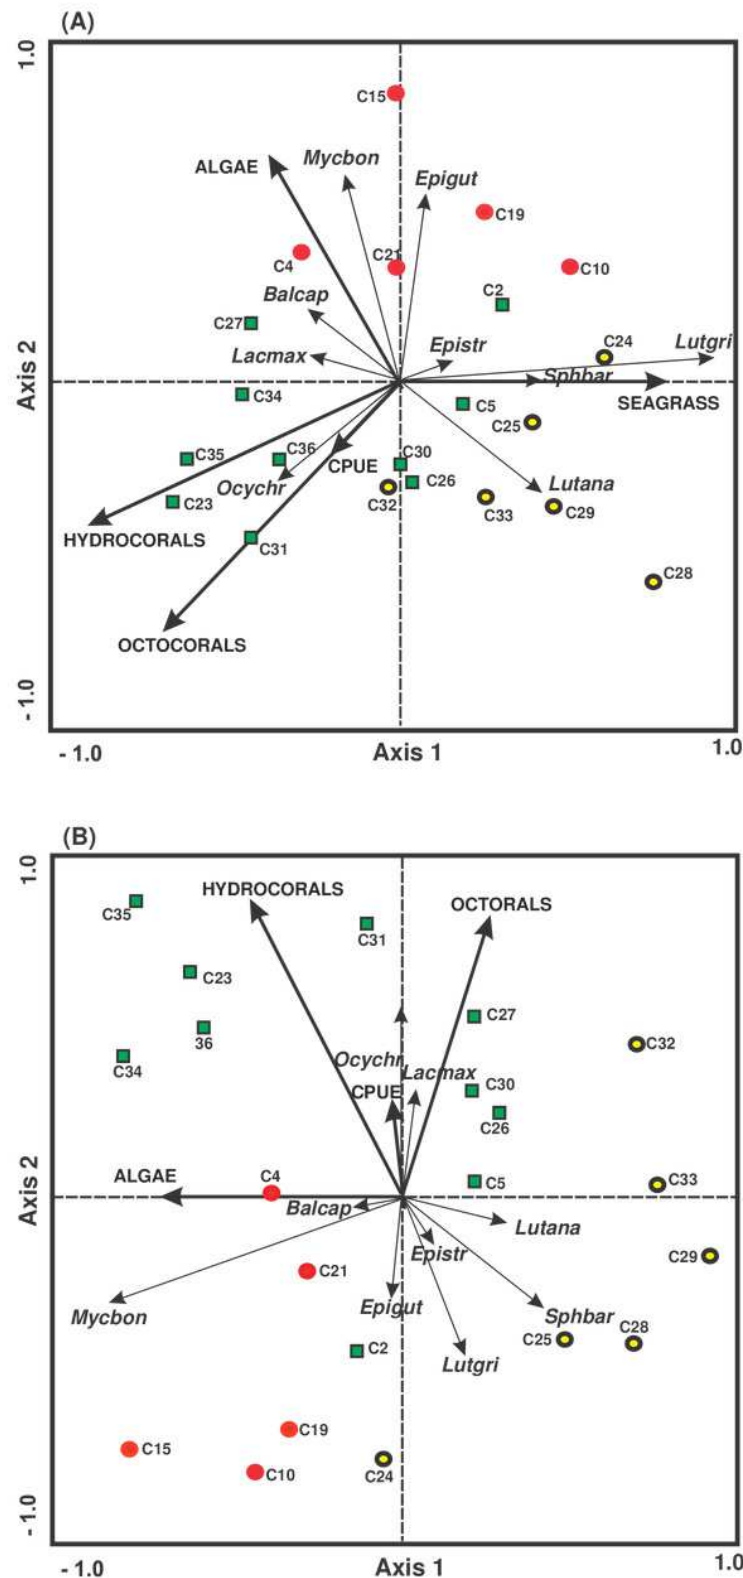 (A)
1.0
C15
ALGAE
Mycbon
Epigut
C19
C4
C21
C10
Balcap
C2
C27
Lacmax
Epistr
C24
Lutgri
Axis 2
Sphbar
C34
C5
SEAGRASS
C25
C35
C36
CPUE
C30
Ocychr
C26
Lutana
C23
C32
C33
C29
HYDROCORALS
C31
C28
OCTOCORALS
- 1.0
- 1.0
Axis 1
1.0
(B)
1.0
HYDROCORALS
C35
OCTORALS
C31
C23
C27
36
C32
C34
Ocychr
Lacmax
CPUE
C30
C26
ALGAE
C4
C5
C33
Axis 2
Balcap
Lutana
Epistr
C29
C21
Mycbon
Epigut
Sphbar
C25
C28
C2
Lutgri
C19
C15
C10
C24
- 1.0
- 1.0
Axis 1
1.0